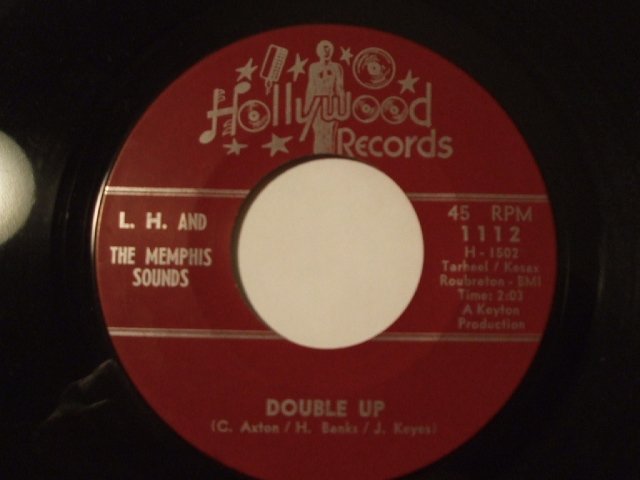 Hollywood
Records
L. H. AND
THE MEMPHIS
SOUNDS
45 RPM
1112
H - 1502
Tarheel / Kesax
Roubreton - BMI
Time: 2:03
A Keyton
Production
DOUBLE UP
(C. Axton / H. Banks / J. Keyes)